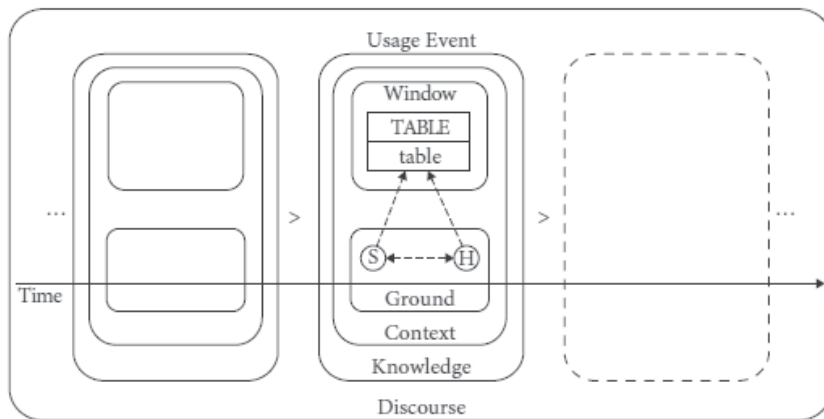 Usage Event
Window
TABLE
table
... > > ...
S H
Time
Ground
Context
Knowledge
Discourse